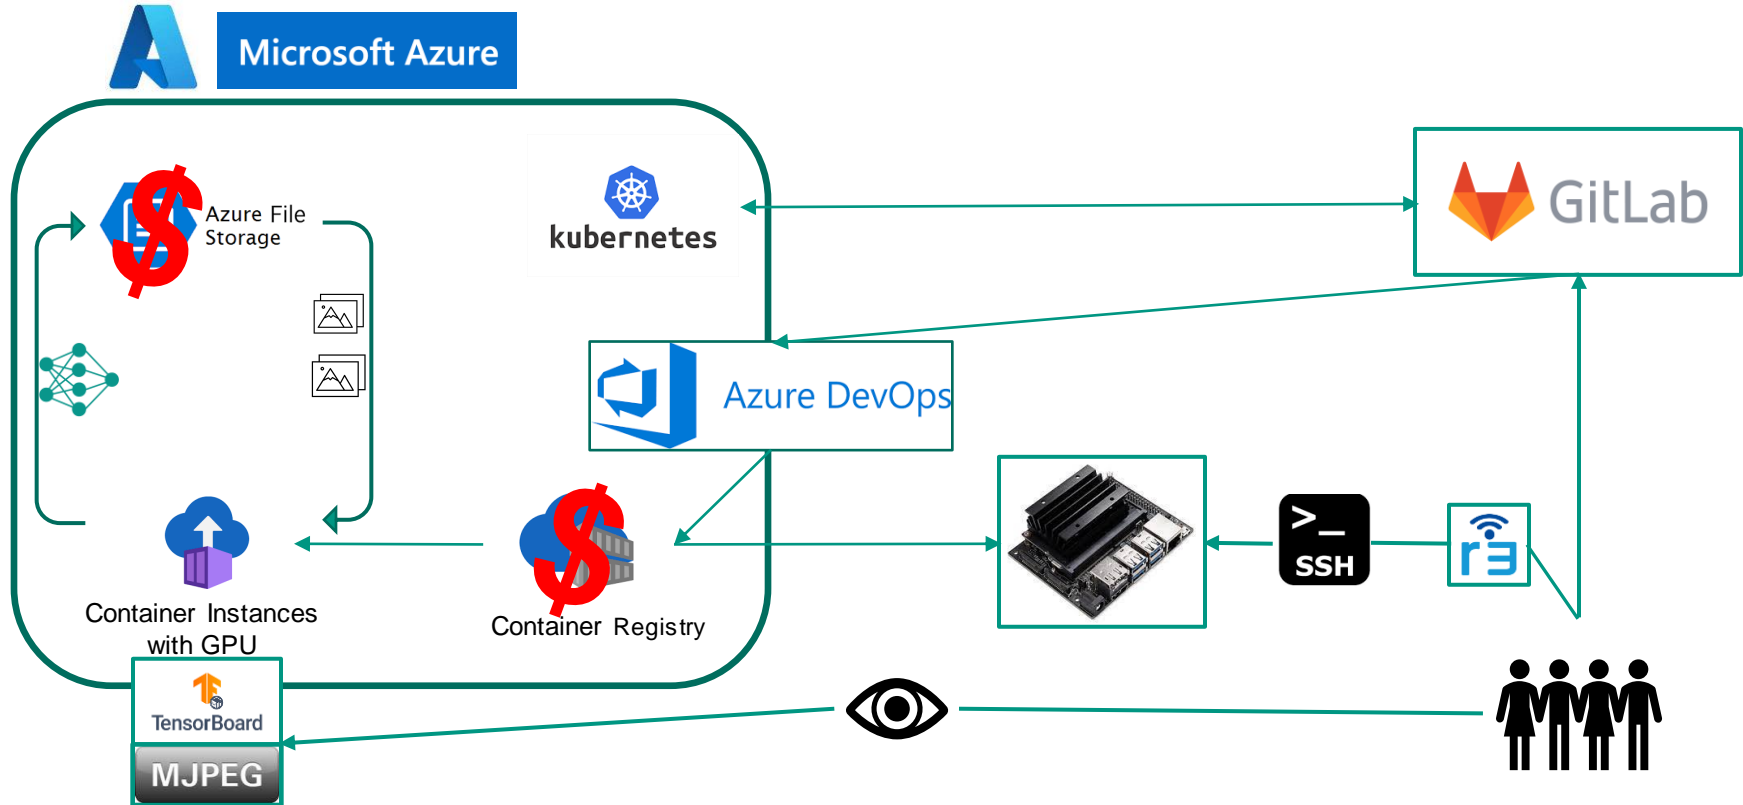 Microsoft Azure
Azure File
Storage
$
kubernetes
GitLab
Azure DevOps
$
Container Instances
with GPU
Container Registry
>_
SSH
r3
TensorBoard
MJPEG